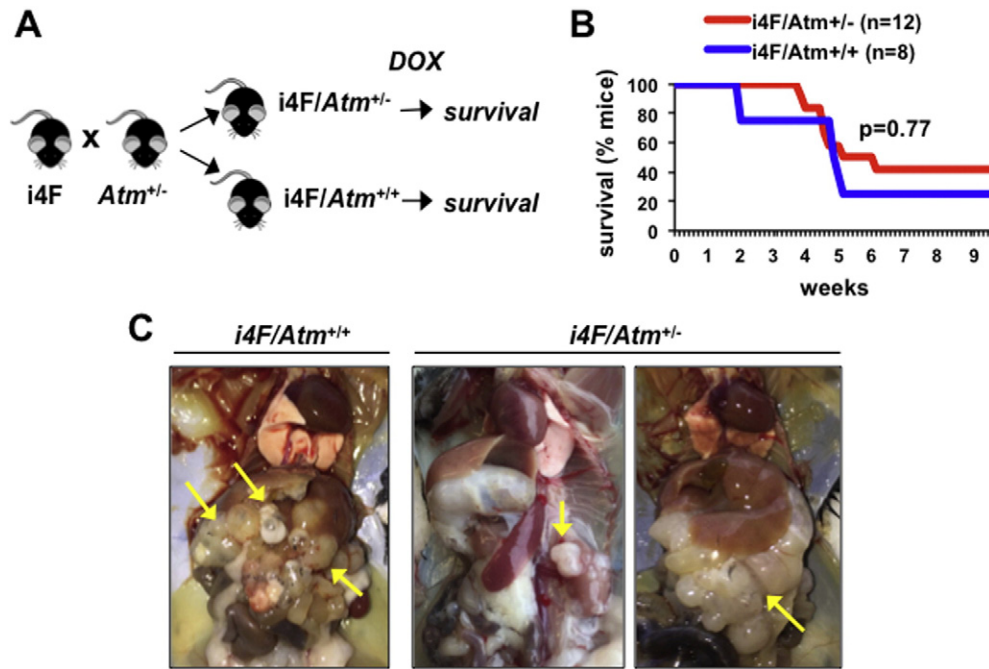 A
DOX
i4F x Atm+/-
i4F/Atm+/- survival
i4F/Atm+/+ survival
B
i4F/Atm+/- (n=12)
i4F/Atm+/+ (n=8)
survival (% mice)
100
80
60
40
20
0
p=0.77
0 1 2 3 4 5 6 7 8 9
weeks
C
i4F/Atm+/+
i4F/Atm+/-